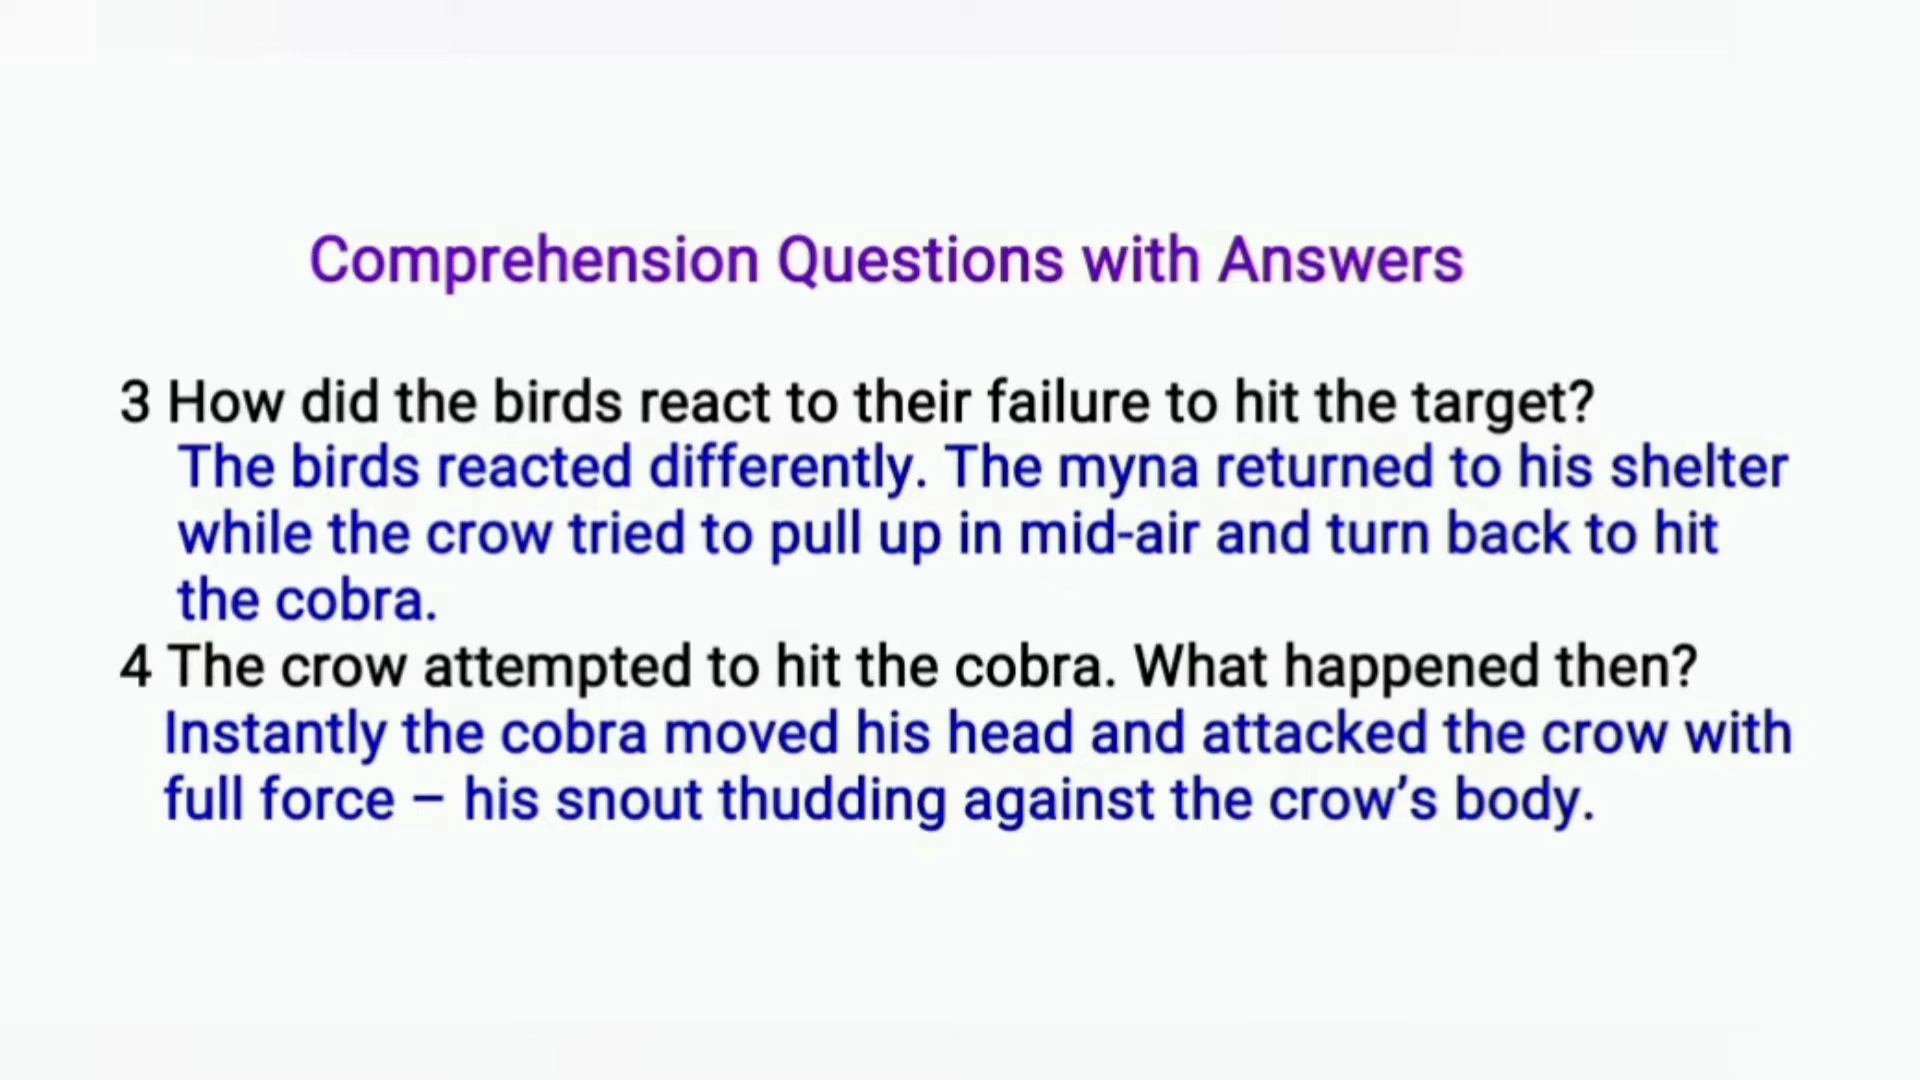 Comprehension Questions with Answers
3 How did the birds react to their failure to hit the target?
The birds reacted differently. The myna returned to his shelter
while the crow tried to pull up in mid-air and turn back to hit
the cobra.
4 The crow attempted to hit the cobra. What happened then?
Instantly the cobra moved his head and attacked the crow with
full force – his snout thudding against the crow’s body.